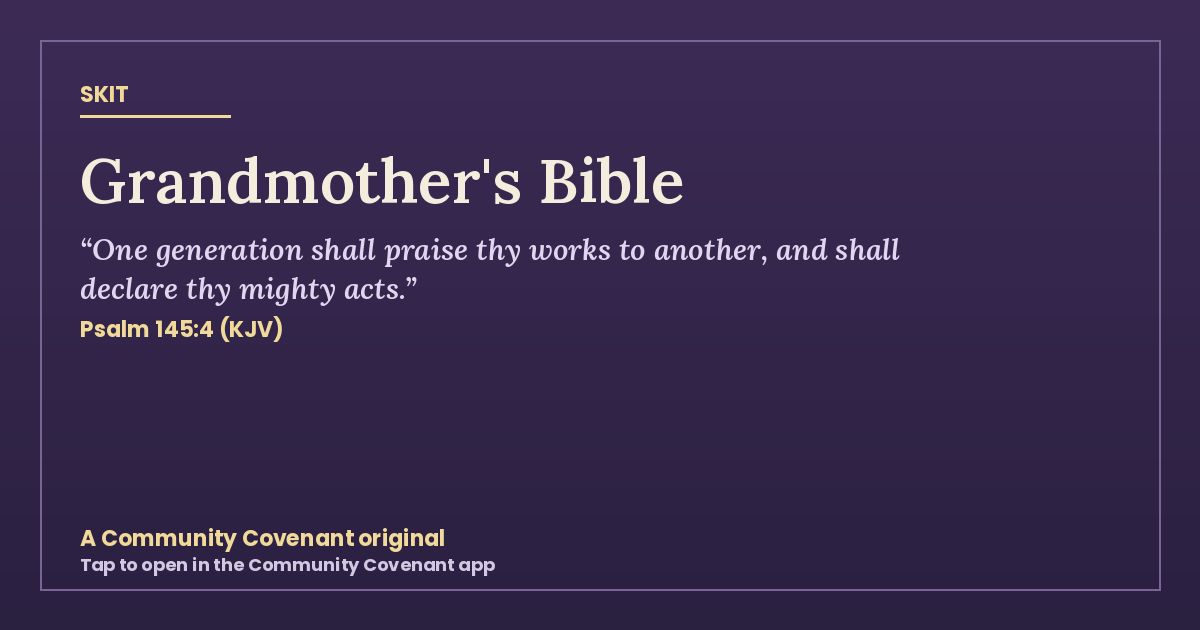 SKIT
Grandmother's Bible
“One generation shall praise thy works to another, and shall
declare thy mighty acts.”
Psalm 145:4 (KJV)
A Community Covenant original
Tap to open in the Community Covenant app